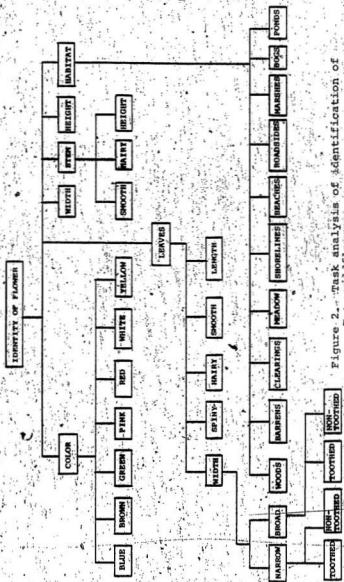 IDENTITY OF FLOWER
COLOR
WIDTH
STEM
HEIGHT
HABITAT
BLUE
BROWN
GREEN
PINK
RED
WHITE
YELLOW
SMOOTH
HAIRY
HEIGHT
LEAVES
WIDTH
SPINY
HAIRY
SMOOTH
LENGTH
WOODS
BARRENS
CLEARINGS
MEADOW
SHORELINES
BEACHES
ROADSIDES
MARSHES
BOGS
PONDS
NARROW
BROAD
TOOTHED
NON-
TOOTHED
TOOTHED
NON-
TOOTHED
Figure 2. Task analysis of identification of